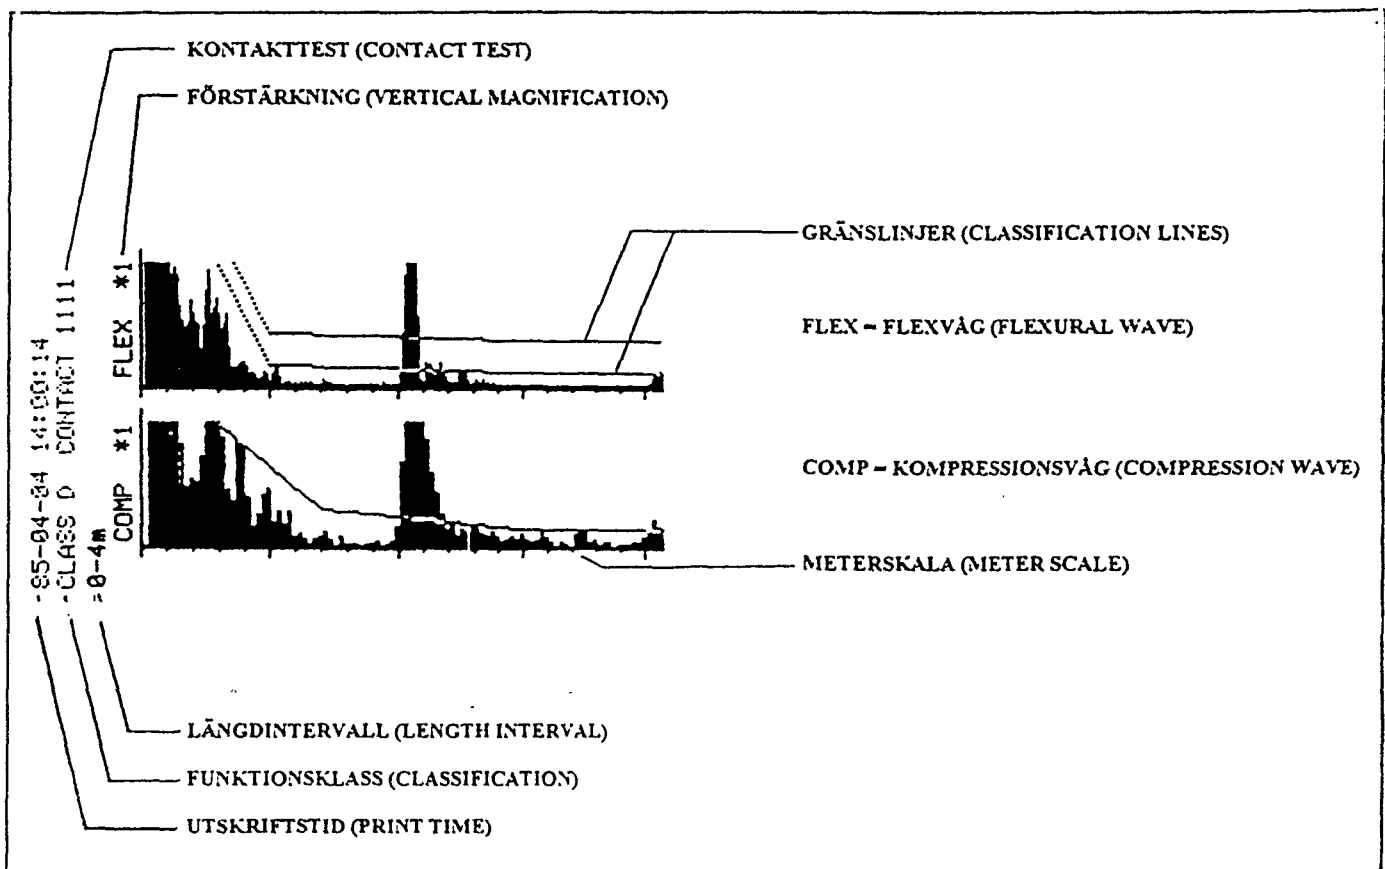 KONTAKTTEST (CONTACT TEST)
FÖRSTÄRKNING (VERTICAL MAGNIFICATION)
GRÄNSLINJER (CLASSIFICATION LINES)
FLEX *1
FLEX = FLEXVÅG (FLEXURAL WAVE)
COMP *1
COMP = KOMPRESSIONSVÅG (COMPRESSION WAVE)
85-04-04 14:00:14
CLASS D CONTACT 1111
0-4m
METERSKALA (METER SCALE)
LÄNGDINTERVALL (LENGTH INTERVAL)
FUNKTIONSKLASS (CLASSIFICATION)
UTSKRIFTSTID (PRINT TIME)